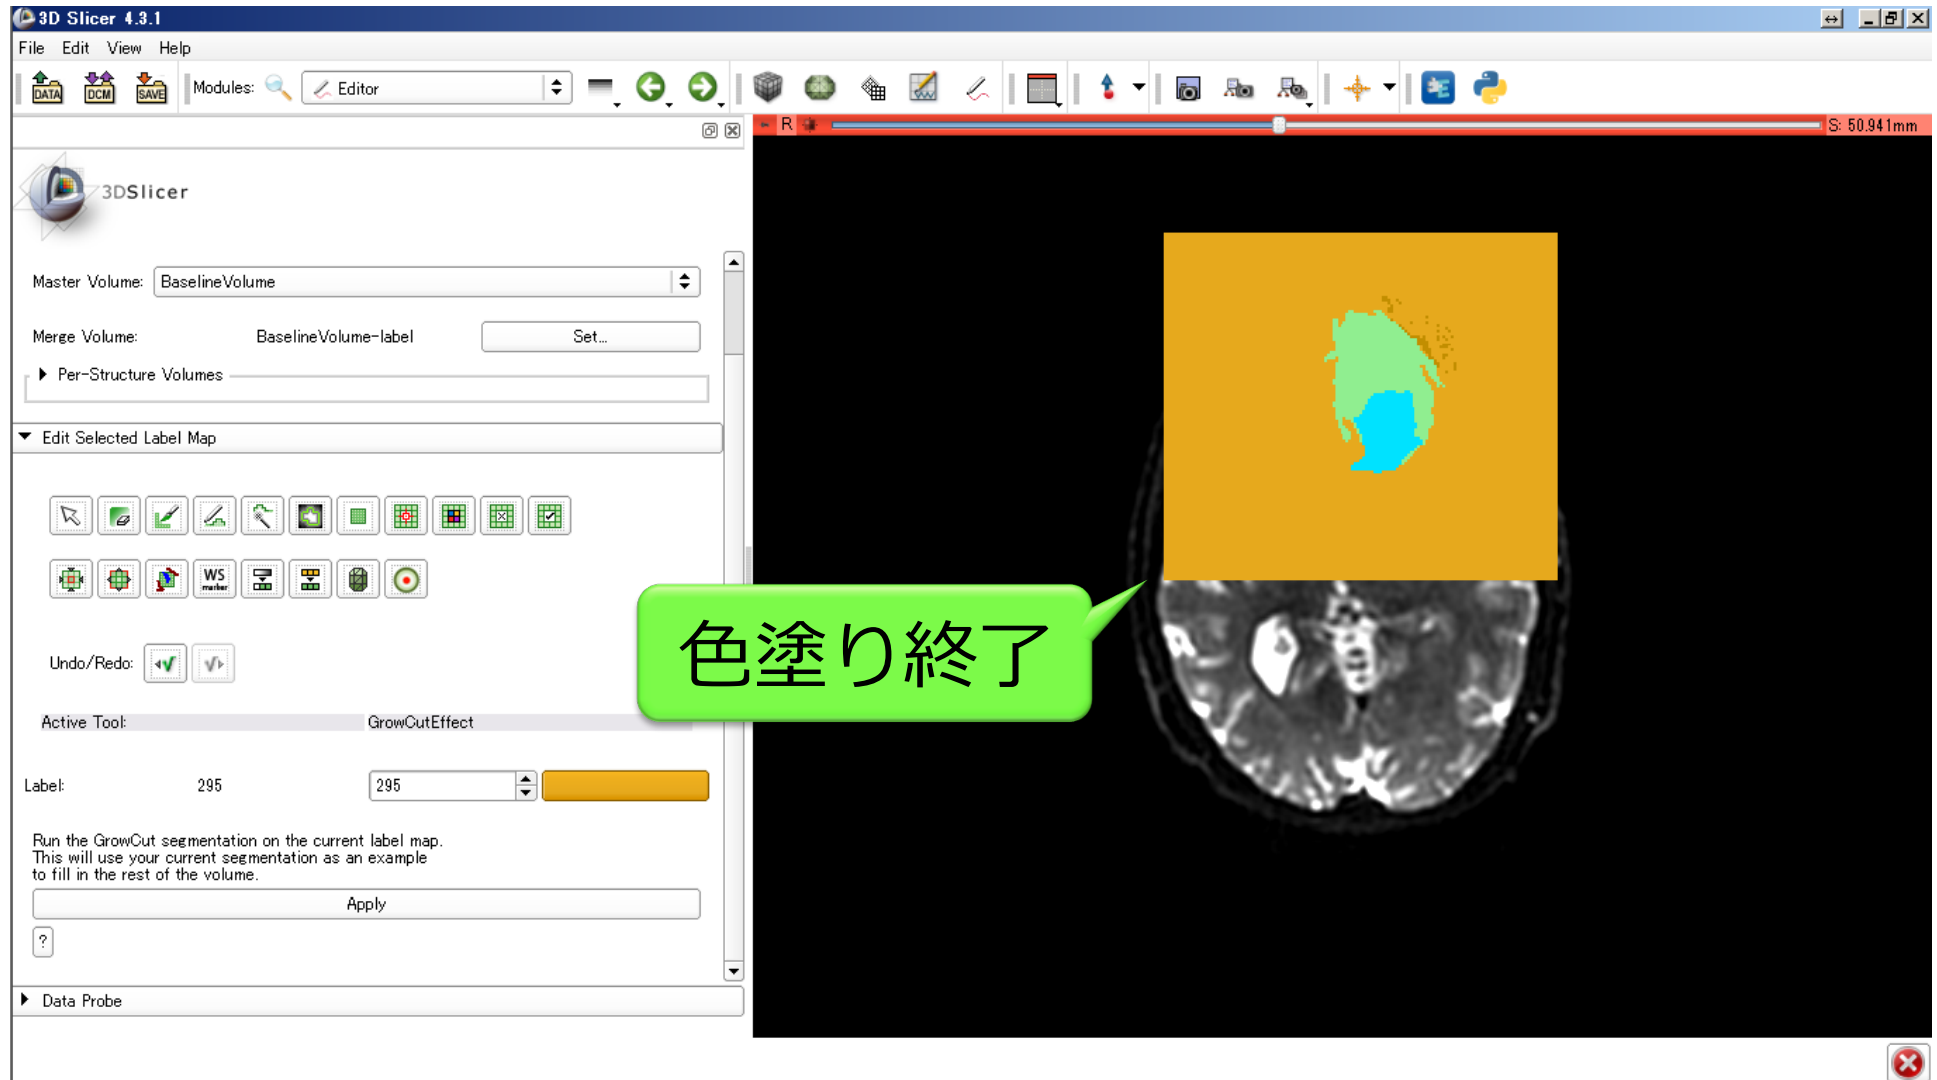 3D Slicer 4.3.1
File Edit View Help
DATA DCM SAVE Modules: Editor
R S: 50.941mm
3DSlicer
Master Volume: BaselineVolume
Merge Volume: BaselineVolume-label Set...
Per-Structure Volumes
Edit Selected Label Map
WS
marker
色塗り終了
Undo/Redo:
Active Tool: GrowCutEffect
Label: 295 295
Run the GrowCut segmentation on the current label map.
This will use your current segmentation as an example
to fill in the rest of the volume.
Apply
?
Data Probe